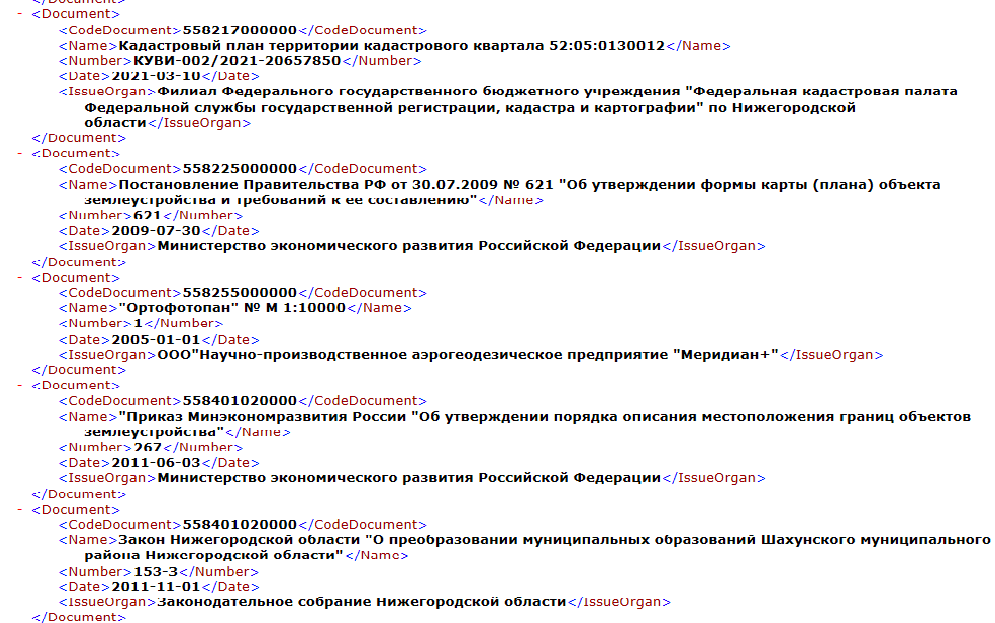 </Document>
- <Document>
<CodeDocument>558217000000</CodeDocument>
<Name>Кадастровый план территории кадастрового квартала 52:05:0130012</Name>
<Number>КУВИ-002/2021-20657850</Number>
<Date>2021-03-10</Date>
<IssueOrgan>Филиал Федерального государственного бюджетного учреждения "Федеральная кадастровая палата
Федеральной службы государственной регистрации, кадастра и картографии" по Нижегородской
области</IssueOrgan>
</Document>
- <Document>
<CodeDocument>558225000000</CodeDocument>
<Name>Постановление Правительства РФ от 30.07.2009 № 621 "Об утверждении формы карты (плана) объекта
землеустройства и требований к ее составлению"</Name>
<Number>621</Number>
<Date>2009-07-30</Date>
<IssueOrgan>Министерство экономического развития Российской Федерации</IssueOrgan>
</Document>
- <Document>
<CodeDocument>558255000000</CodeDocument>
<Name>"Ортофотопан" № М 1:10000</Name>
<Number>1</Number>
<Date>2005-01-01</Date>
<IssueOrgan>ООО"Научно-производственное аэрогеодезическое предприятие "Меридиан+"</IssueOrgan>
</Document>
- <Document>
<CodeDocument>558401020000</CodeDocument>
<Name>"Приказ Минэкономразвития России "Об утверждении порядка описания местоположения границ объектов
землеустройства"</Name>
<Number>267</Number>
<Date>2011-06-03</Date>
<IssueOrgan>Министерство экономического развития Российской Федерации</IssueOrgan>
</Document>
- <Document>
<CodeDocument>558401020000</CodeDocument>
<Name>Закон Нижегородской области "О преобразовании муниципальных образований Шахунского муниципального
района Нижегородской области"</Name>
<Number>153-З</Number>
<Date>2011-11-01</Date>
<IssueOrgan>Законодательное собрание Нижегородской области</IssueOrgan>
</Document>